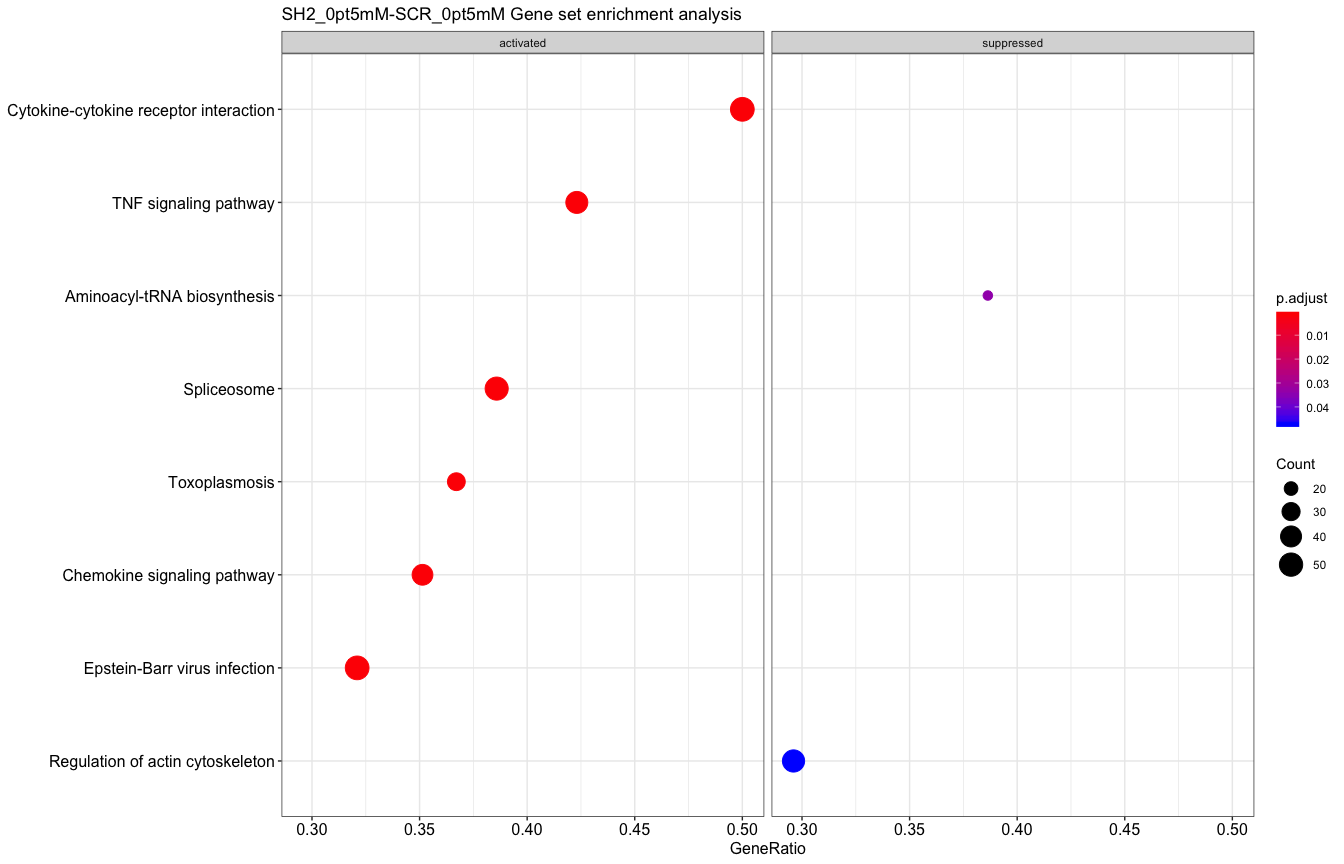 SH2_0pt5mM-SCR_0pt5mM Gene set enrichment analysis
activated
suppressed
Cytokine-cytokine receptor interaction
TNF signaling pathway
Aminoacyl-tRNA biosynthesis
Spliceosome
Toxoplasmosis
Chemokine signaling pathway
Epstein-Barr virus infection
Regulation of actin cytoskeleton
0.30 0.35 0.40 0.45 0.50
0.30 0.35 0.40 0.45 0.50
GeneRatio
p.adjust
0.01
0.02
0.03
0.04
Count
20
30
40
50